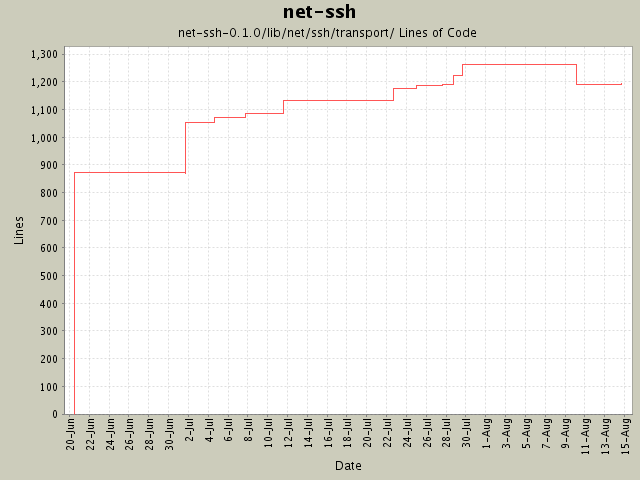 net-ssh
net-ssh-0.1.0/lib/net/ssh/transport/ Lines of Code
Lines
1,300
1,200
1,100
1,000
900
800
700
600
500
400
300
200
100
0
20-Jun 22-Jun 24-Jun 26-Jun 28-Jun 30-Jun 2-Jul 4-Jul 6-Jul 8-Jul 10-Jul 12-Jul 14-Jul 16-Jul 18-Jul 20-Jul 22-Jul 24-Jul 26-Jul 28-Jul 30-Jul 1-Aug 3-Aug 5-Aug 7-Aug 9-Aug 11-Aug 13-Aug 15-Aug
Date